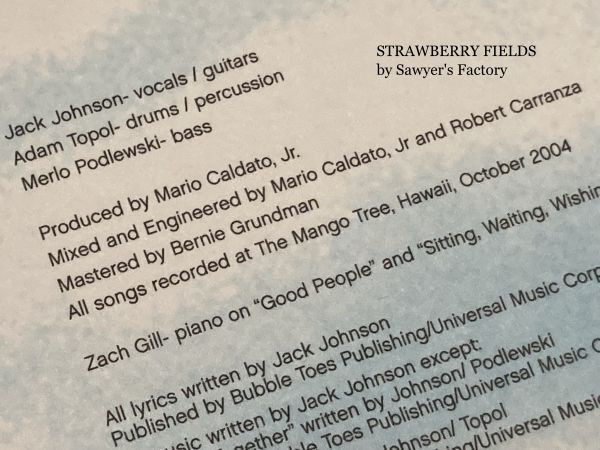 STRAWBERRY FIELDS
by Sawyer's Factory
Jack Johnson- vocals / guitars
Adam Topol- drums / percussion
Merlo Podlewski- bass
Produced by Mario Caldato, Jr.
Mixed and Engineered by Mario Caldato, Jr and Robert Carranza
Mastered by Bernie Grundman
All songs recorded at The Mango Tree, Hawaii, October 2004
Zach Gill- piano on “Good People” and “Sitting, Waiting,
All lyrics written by Jack Johnson
Published by Bubble Toes Publishing/Universal Music
written by Jack Johnson except:
written by Johnson/ Podlewski
Toes Publishing/Universal Music
Johnson/ Topol
Music